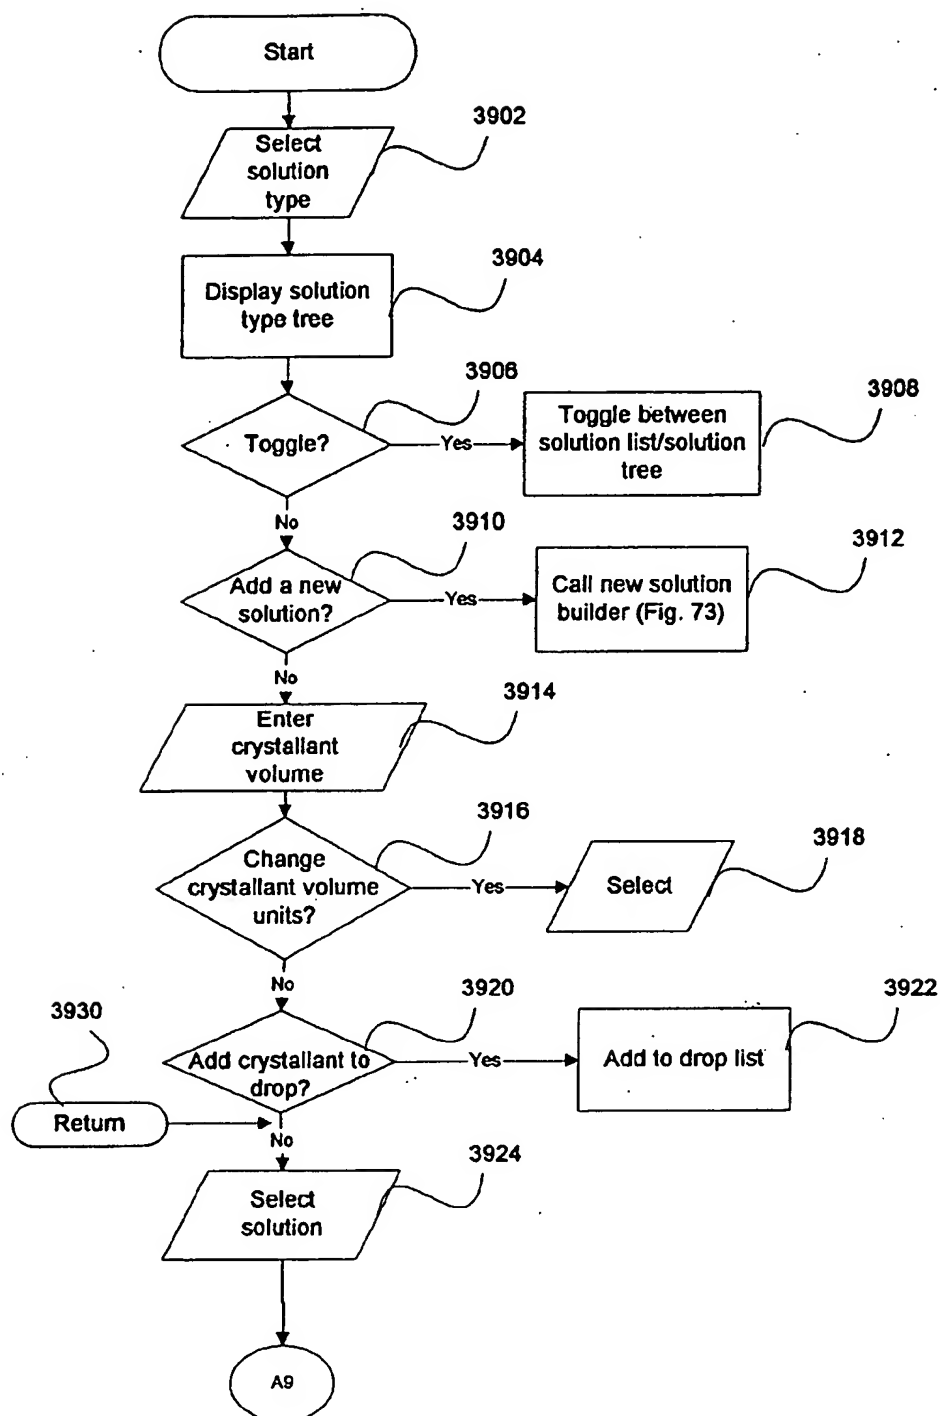 Start
3902
Select
solution
type
3904
Display solution
type tree
3906
Toggle?
Yes
3908
Toggle between
solution list/solution
tree
No
3910
Add a new
solution?
Yes
3912
Call new solution
builder (Fig. 73)
No
3914
Enter
crystallant
volume
3916
Change
crystallant volume
units?
Yes
3918
Select
No
3920
Add crystallant to
drop?
Yes
3922
Add to drop list
3930
Return
No
3924
Select
solution
A9